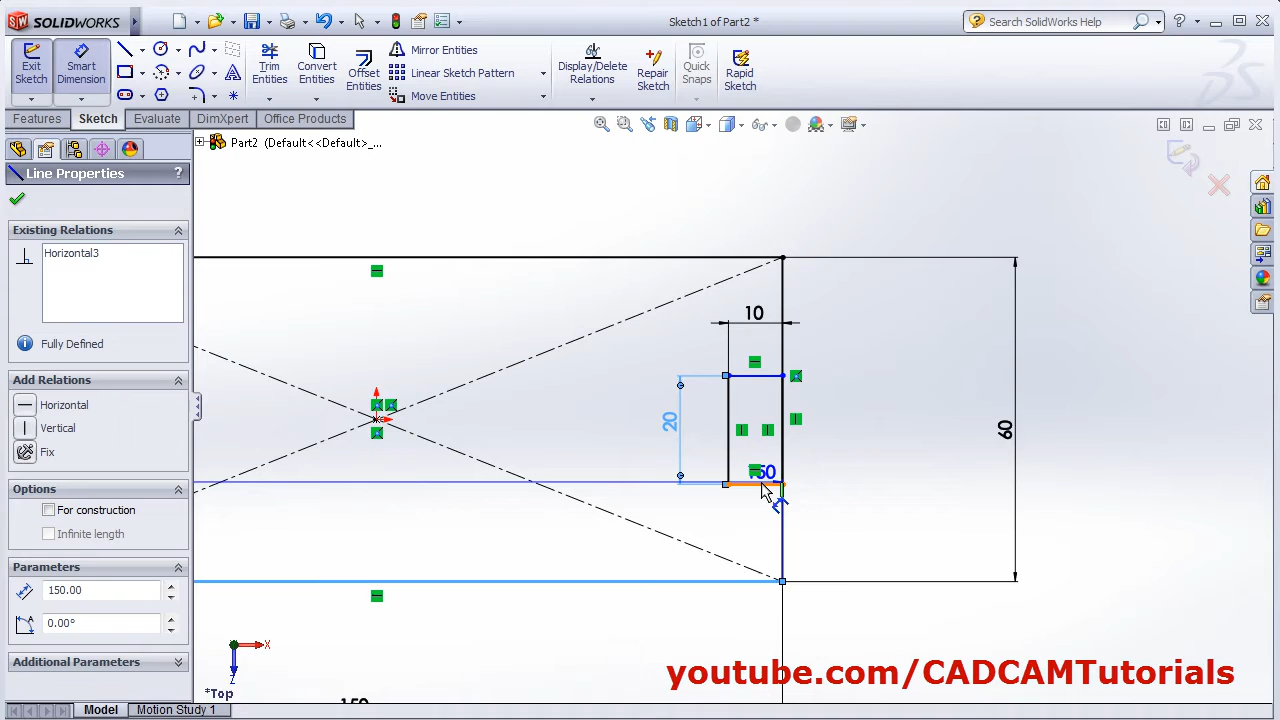 SOLIDWORKS
Sketch1 of Part2 *
Search SolidWorks Help
Exit Sketch
Smart Dimension
Trim Entities
Convert Entities
Offset Entities
Mirror Entities
Linear Sketch Pattern
Move Entities
Display/Delete Relations
Repair Sketch
Quick Snaps
Rapid Sketch
Features
Sketch
Evaluate
DimXpert
Office Products
Part2 (Default<<Default>_...
Line Properties
?
Existing Relations
Horizontal3
Fully Defined
Add Relations
Horizontal
Vertical
Fix
Options
For construction
Infinite length
Parameters
150.00
0.00°
Additional Parameters
10
20
60
X
Z
*Top
youtube.com/CADCAMTutorials
Model
Motion Study 1